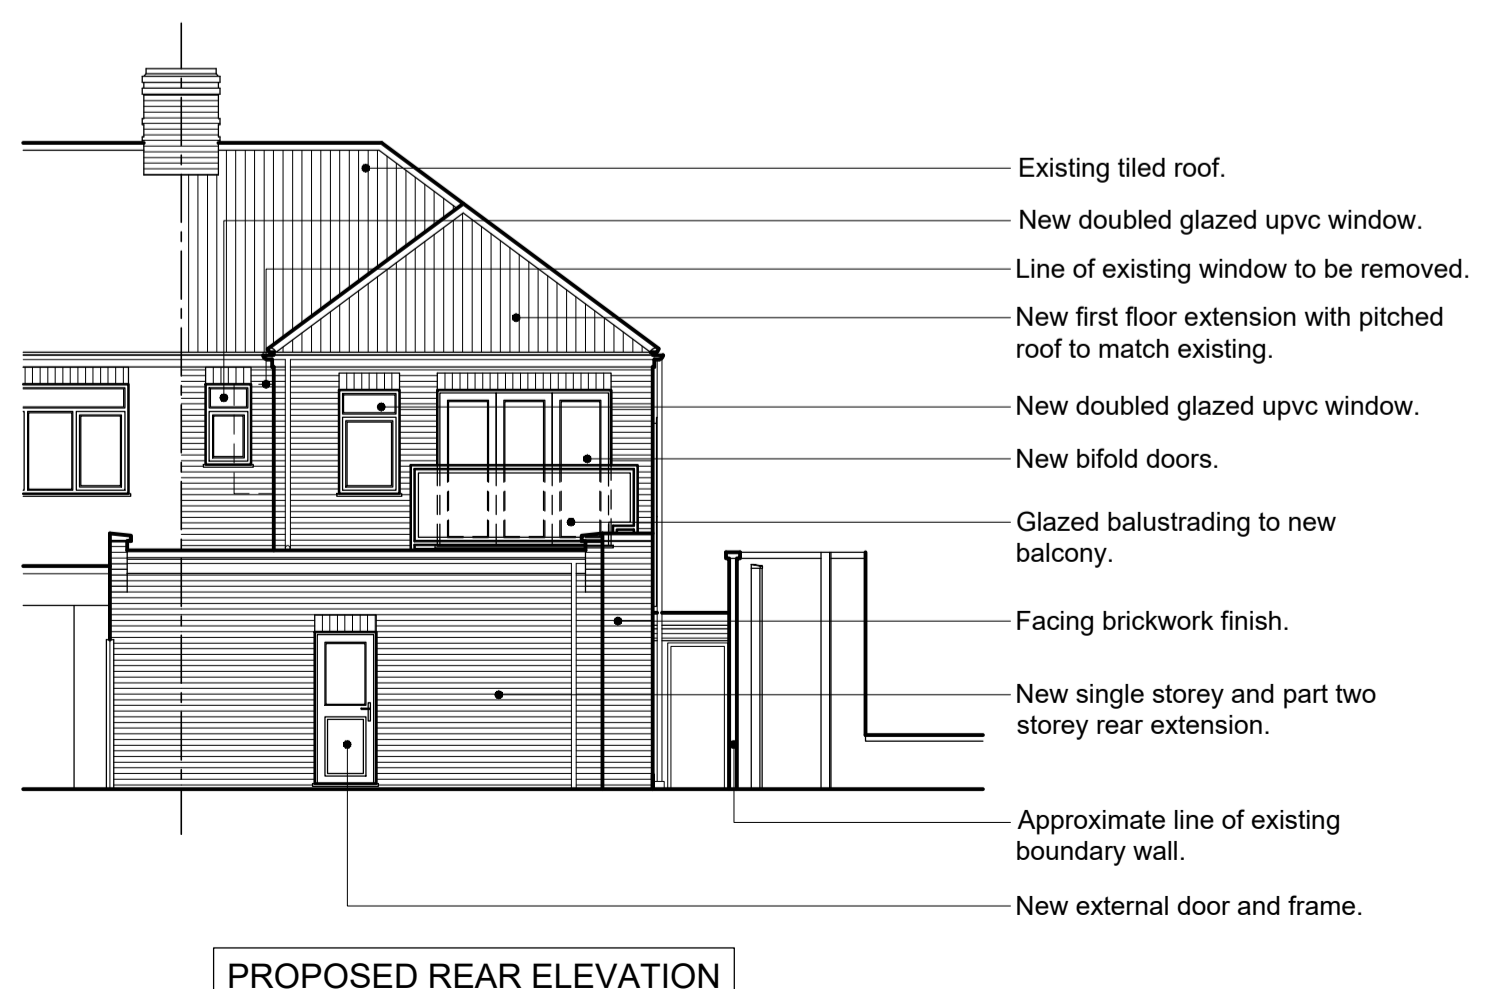 Existing tiled roof.
New doubled glazed upvc window.
Line of existing window to be removed.
New first floor extension with pitched
roof to match existing.
New doubled glazed upvc window.
New bifold doors.
Glazed balustrading to new
balcony.
Facing brickwork finish.
New single storey and part two
storey rear extension.
Approximate line of existing
boundary wall.
New external door and frame.
PROPOSED REAR ELEVATION